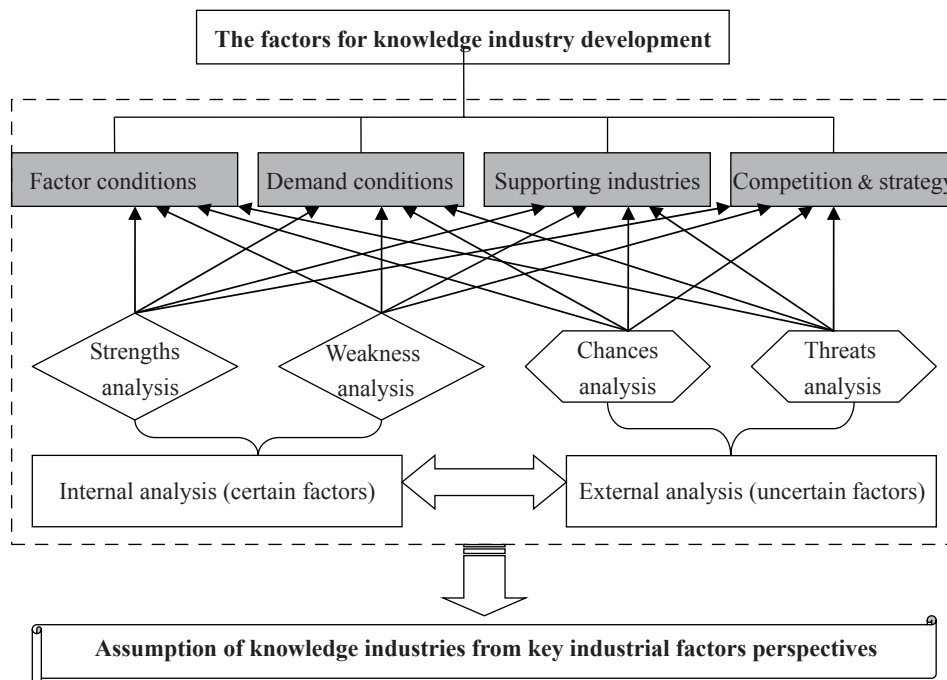 The factors for knowledge industry development
Factor conditions
Demand conditions
Supporting industries
Competition & strategy
Strengths
analysis
Weakness
analysis
Chances
analysis
Threats
analysis
Internal analysis (certain factors)
External analysis (uncertain factors)
Assumption of knowledge industries from key industrial factors perspectives